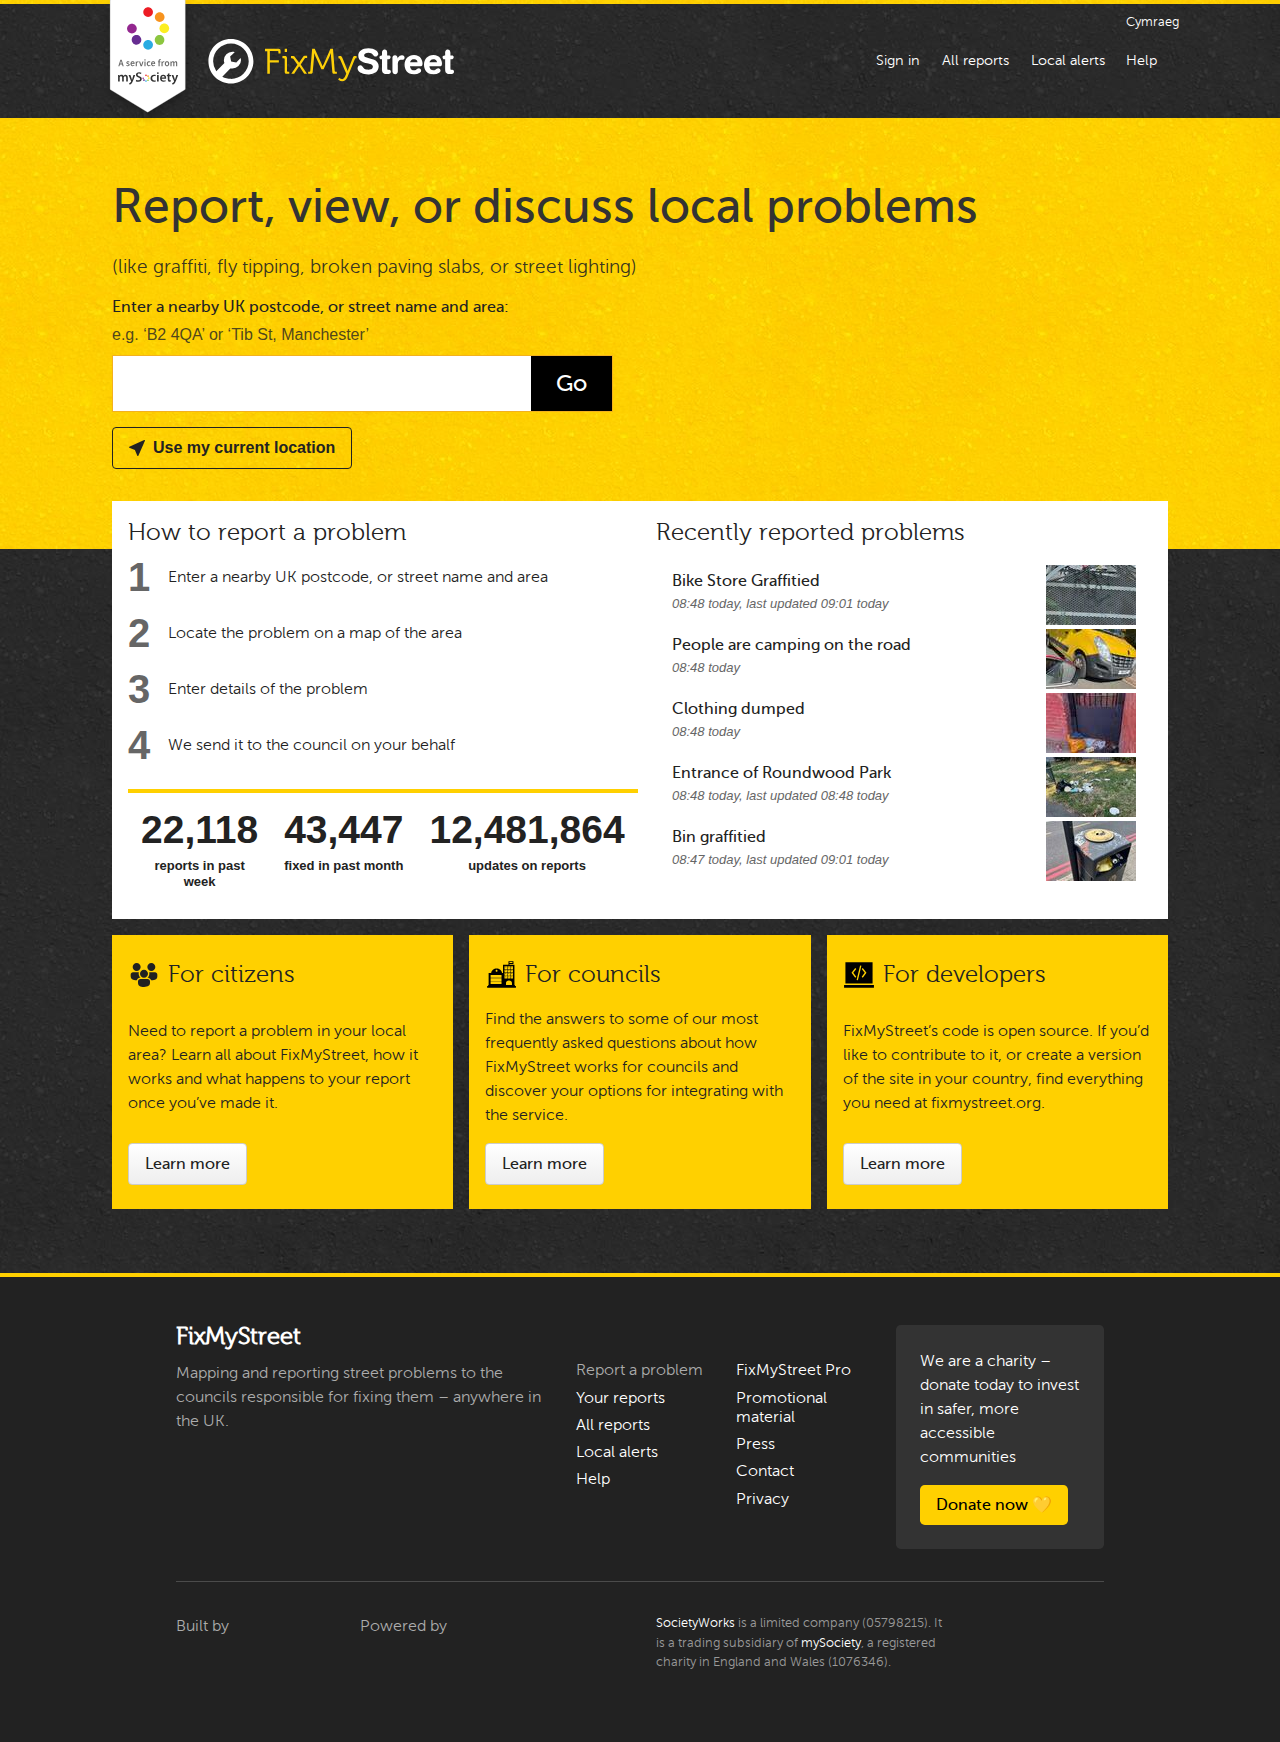 Cymraeg
A service from
mySociety
FixMyStreet
Sign in
All reports
Local alerts
Help
Report, view, or discuss local problems
(like graffiti, fly tipping, broken paving slabs, or street lighting)
Enter a nearby UK postcode, or street name and area:
e.g. ‘B2 4QA’ or ‘Tib St, Manchester’
Go
Use my current location
How to report a problem
1 Enter a nearby UK postcode, or street name and area
2 Locate the problem on a map of the area
3 Enter details of the problem
4 We send it to the council on your behalf
22,118
reports in past
week
43,447
fixed in past month
12,481,864
updates on reports
Recently reported problems
Bike Store Graffitied
08:48 today, last updated 09:01 today
People are camping on the road
08:48 today
Clothing dumped
08:48 today
Entrance of Roundwood Park
08:48 today, last updated 08:48 today
Bin graffitied
08:47 today, last updated 09:01 today
For citizens
Need to report a problem in your local
area? Learn all about FixMyStreet, how it
works and what happens to your report
once you’ve made it.
Learn more
For councils
Find the answers to some of our most
frequently asked questions about how
FixMyStreet works for councils and
discover your options for integrating with
the service.
Learn more
For developers
FixMyStreet’s code is open source. If you’d
like to contribute to it, or create a version
of the site in your country, find everything
you need at fixmystreet.org.
Learn more
FixMyStreet
Mapping and reporting street problems to the
councils responsible for fixing them – anywhere in
the UK.
Report a problem
Your reports
All reports
Local alerts
Help
FixMyStreet Pro
Promotional
material
Press
Contact
Privacy
We are a charity –
donate today to invest
in safer, more
accessible
communities
Donate now 💛
Built by
Powered by
SocietyWorks is a limited company (05798215). It
is a trading subsidiary of mySociety, a registered
charity in England and Wales (1076346).